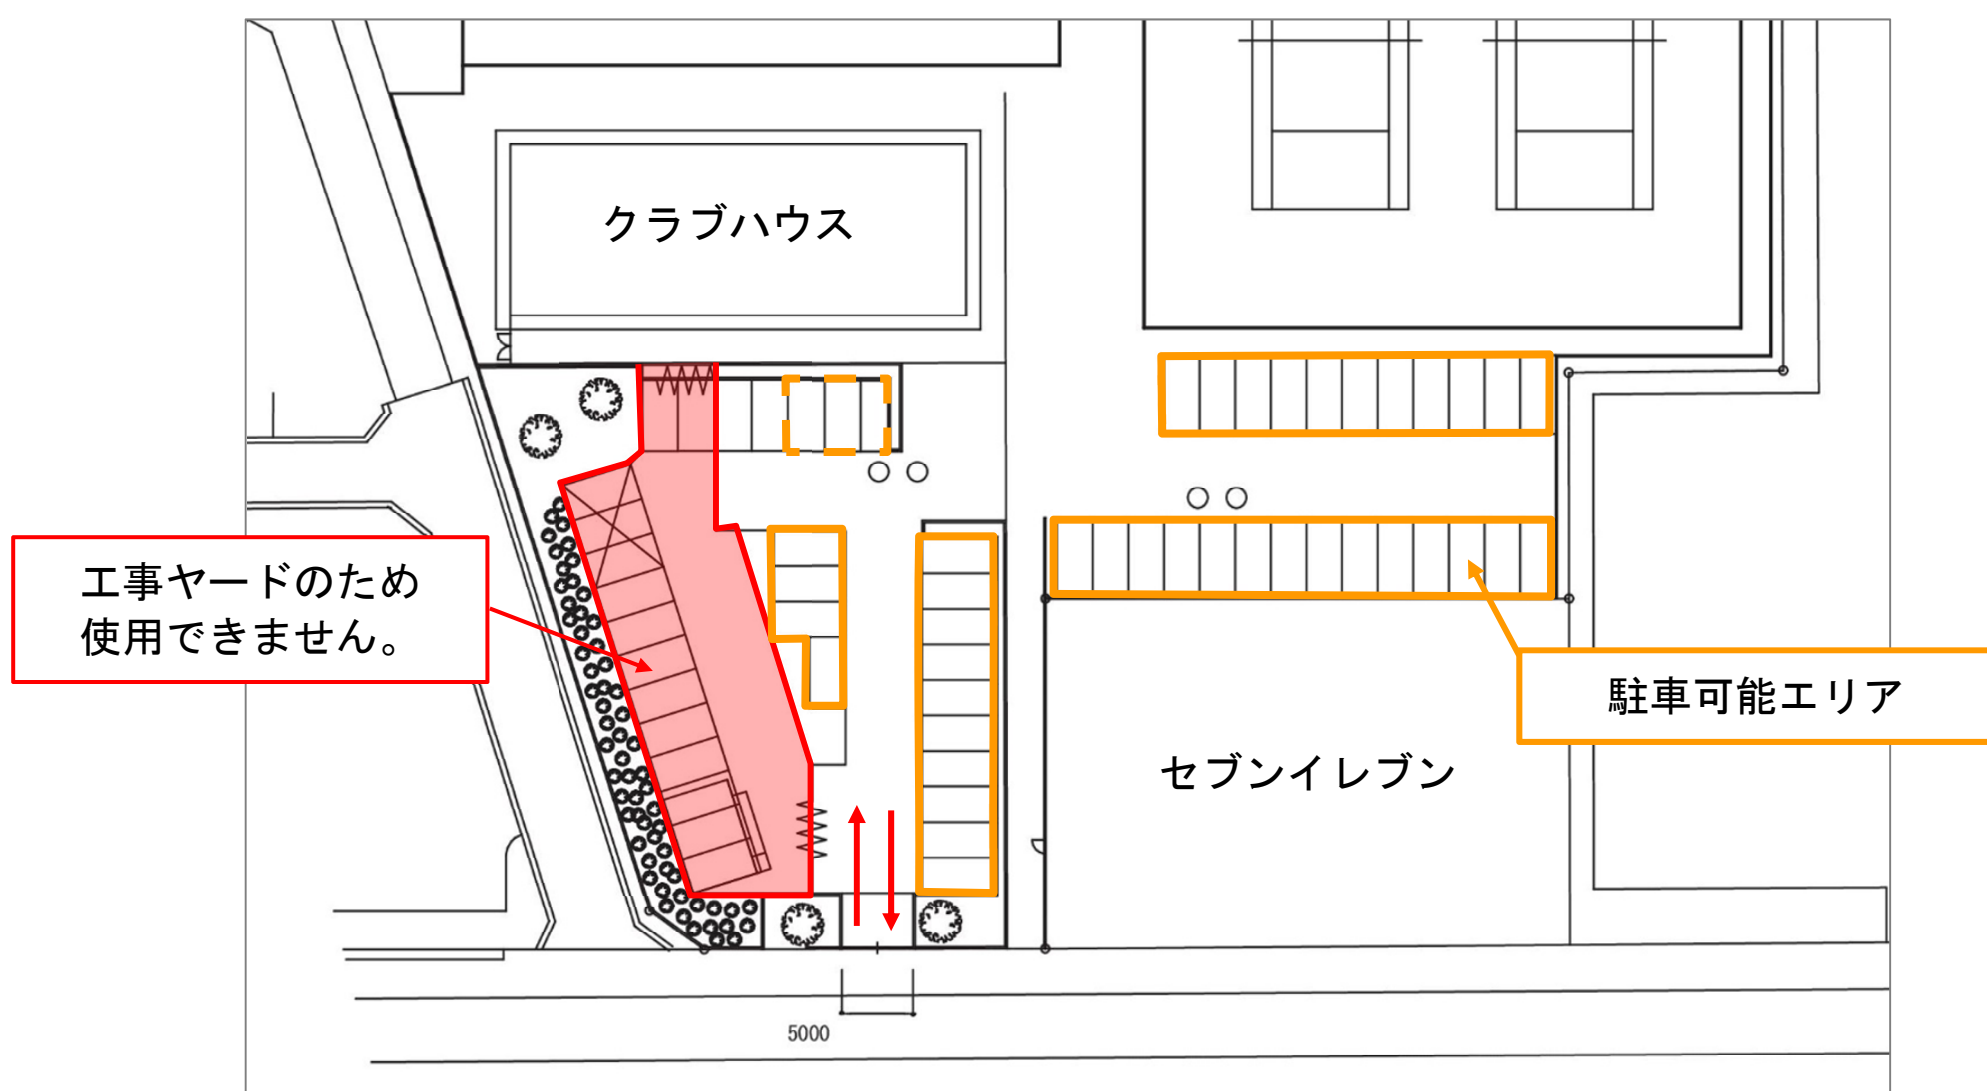 クラブハウス
工事ヤードのため
使用できません。
駐車可能エリア
セブンイレブン
5000